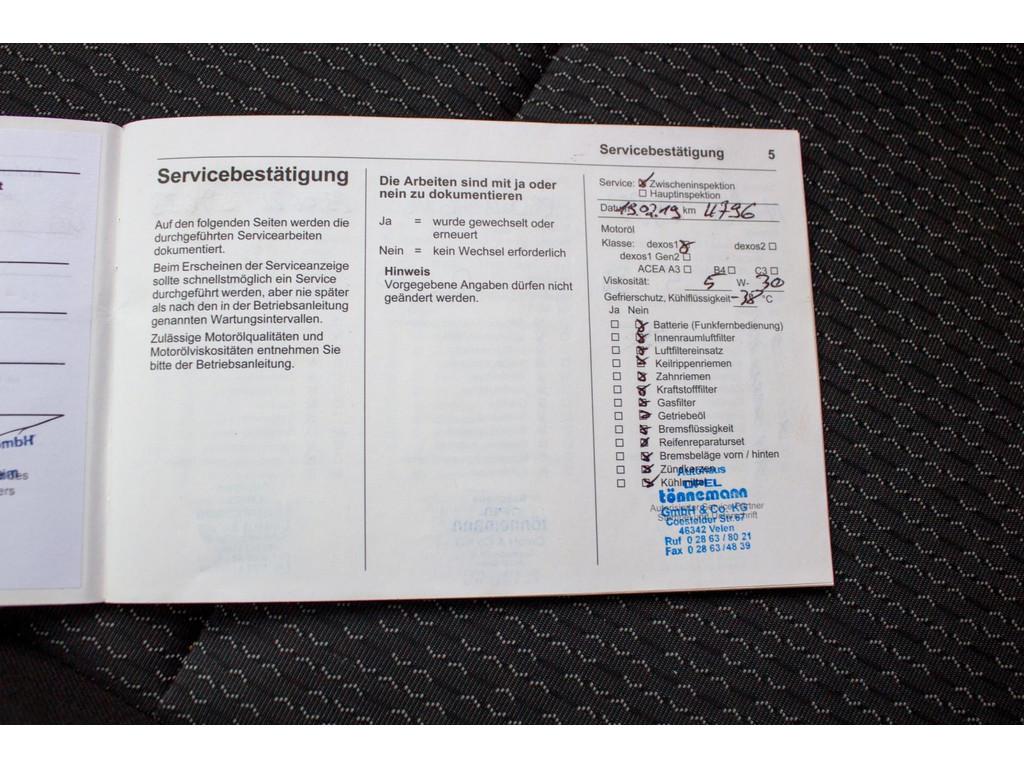 Servicebestätigung 5
Servicebestätigung
Auf den folgenden Seiten werden die
durchgeführten Servicearbeiten
dokumentiert.
Beim Erscheinen der Serviceanzeige
sollte schnellstmöglich ein Service
durchgeführt werden, aber nie später
als nach den in der Betriebsanleitung
genannten Wartungsintervallen.
Zulässige Motorölqualitäten und
Motorölviskositäten entnehmen Sie
bitte der Betriebsanleitung.
Die Arbeiten sind mit ja oder
nein zu dokumentieren
Ja = wurde gewechselt oder
erneuert
Nein = kein Wechsel erforderlich
Hinweis
Vorgegebene Angaben dürfen nicht
geändert werden.
Service: Zwischeninspektion
Hauptinspektion
Datum 19.02.19 km 4796
Motoröl
Klasse: dexos1 dexos2
dexos1 Gen2
ACEA A3 B4 C3
Viskosität: 5 W- 30
Gefrierschutz, Kühlflüssigkeit -38 °C
Ja Nein
Batterie (Funkfernbedienung)
Innenraumluftfilter
Luftfiltereinsatz
Keilrippenriemen
Zahnriemen
Kraftstofffilter
Gasfilter
Getriebeöl
Bremsflüssigkeit
Reifenreparaturset
Bremsbeläge vorn / hinten
Zündkerzen
Kühlmittel
Autohaus
OPEL
tönnemann
GmbH & Co. KG
Coesfelder Str. 67
46342 Velen
Ruf 0 28 63 / 80 21
Fax 0 28 63 / 48 39
mbH